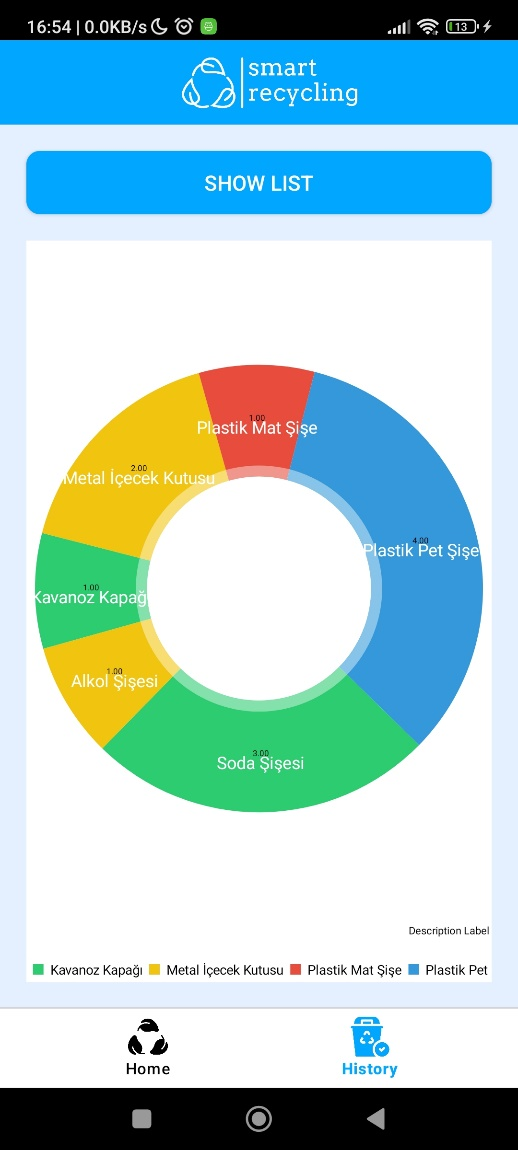 16:54 | 0.0KB/s
13
smart
recycling
SHOW LIST
1.00
Plastik Mat Şişe
2.00
Metal İçecek Kutusu
4.00
Plastik Pet Şişe
1.00
Kavanoz Kapağı
1.00
Alkol Şişesi
3.00
Soda Şişesi
Description Label
Kavanoz Kapağı Metal İçecek Kutusu Plastik Mat Şişe Plastik Pet
Home History